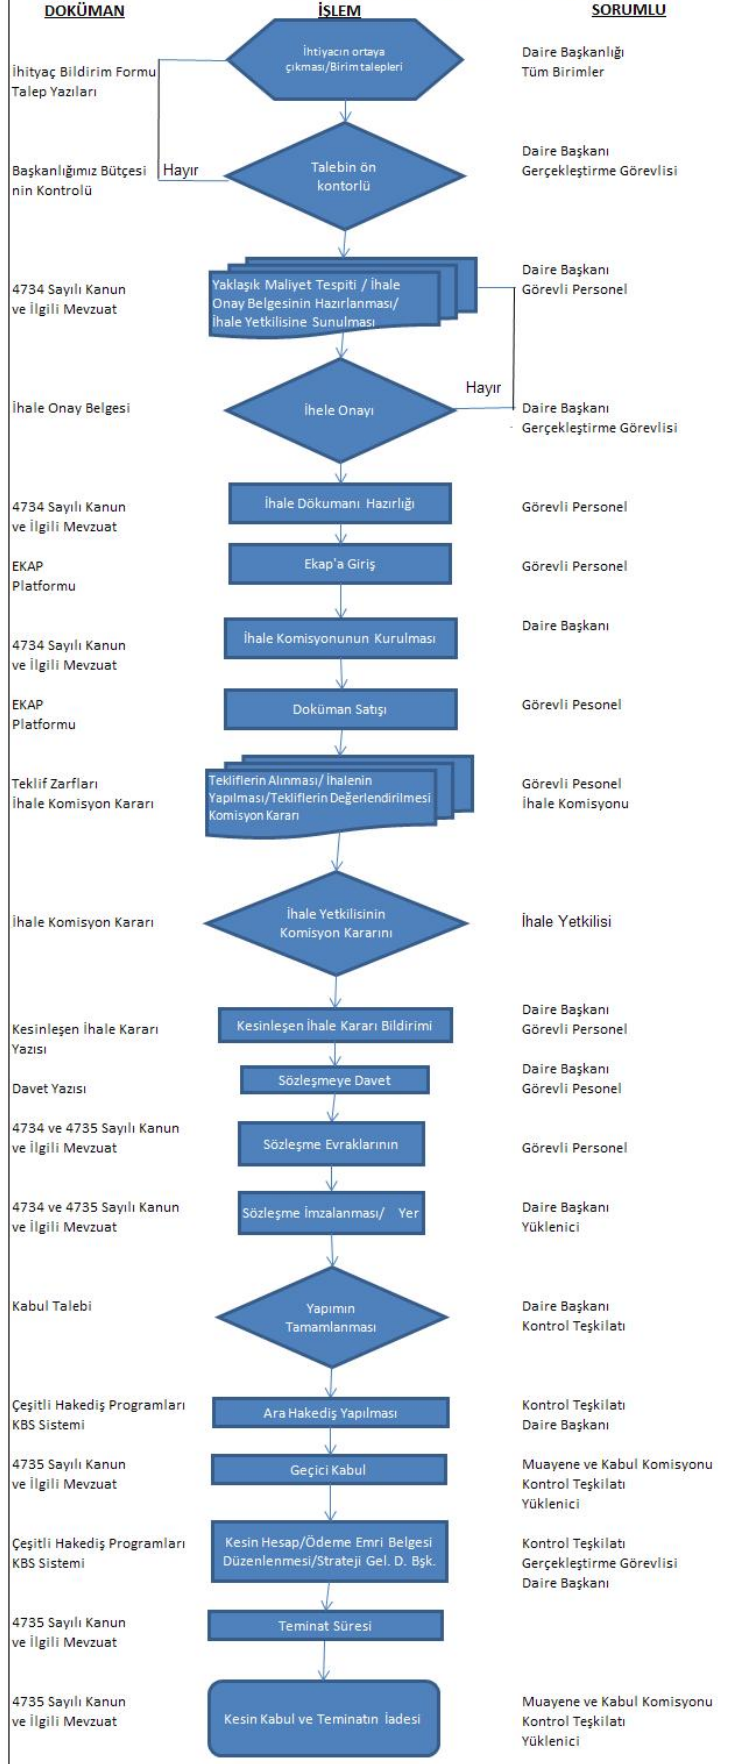 DOKÜMAN
İŞLEM
SORUMLU
İhtiyacın ortaya
çıkması/Birim talepleri
Daire Başkanlığı
Tüm Birimler
İhityaç Bildirim Formu
Talep Yazıları
Başkanlığımız Bütçesi
nin Kontrolü
Hayır
Talebin ön
kontorlü
Daire Başkanı
Gerçekleştirme Görevlisi
4734 Sayılı Kanun
ve İlgili Mevzuat
Yaklaşık Maliyet Tespiti / İhale
Onay Belgesinin Hazırlanması/
İhale Yetkilisine Sunulması
Daire Başkanı
Görevli Personel
Hayır
İhale Onay Belgesi
İhele Onayı
Daire Başkanı
Gerçekleştirme Görevlisi
4734 Sayılı Kanun
ve İlgili Mevzuat
İhale Dökumanı Hazırlığı
Görevli Personel
EKAP
Platformu
Ekap'a Giriş
Görevli Personel
4734 Sayılı Kanun
ve İlgili Mevzuat
İhale Komisyonunun Kurulması
Daire Başkanı
EKAP
Platformu
Doküman Satışı
Görevli Pesonel
Teklif Zarfları
İhale Komisyon Kararı
Tekliflerin Alınması/ İhalenin
Yapılması/Tekliflerin Değerlendirilmesi
Komisyon Kararı
Görevli Pesonel
İhale Komisyonu
İhale Komisyon Kararı
İhale Yetkilisinin
Komisyon Kararını
İhale Yetkilisi
Kesinleşen İhale Kararı
Yazısı
Kesinleşen İhale Kararı Bildirimi
Daire Başkanı
Görevli Personel
Davet Yazısı
Sözleşmeye Davet
Daire Başkanı
Görevli Pesonel
4734 ve 4735 Sayılı Kanun
ve İlgili Mevzuat
Sözleşme Evraklarının
Görevli Personel
4734 ve 4735 Sayılı Kanun
ve İlgili Mevzuat
Sözleşme İmzalanması/ Yer
Daire Başkanı
Yüklenici
Kabul Talebi
Yapımın
Tamamlanması
Daire Başkanı
Kontrol Teşkilatı
Çeşitli Hakediş Programları
KBS Sistemi
Ara Hakediş Yapılması
Kontrol Teşkilatı
Daire Başkanı
4735 Sayılı Kanun
ve İlgili Mevzuat
Geçici Kabul
Muayene ve Kabul Komisyonu
Kontrol Teşkilatı
Yüklenici
Çeşitli Hakediş Programları
KBS Sistemi
Kesin Hesap/Ödeme Emri Belgesi
Düzenlenmesi/Strateji Gel. D. Bşk.
Kontrol Teşkilatı
Gerçekleştirme Görevlisi
Daire Başkanı
4735 Sayılı Kanun
ve İlgili Mevzuat
Teminat Süresi
4735 Sayılı Kanun
ve İlgili Mevzuat
Kesin Kabul ve Teminatın İadesi
Muayene ve Kabul Komisyonu
Kontrol Teşkilatı
Yüklenici